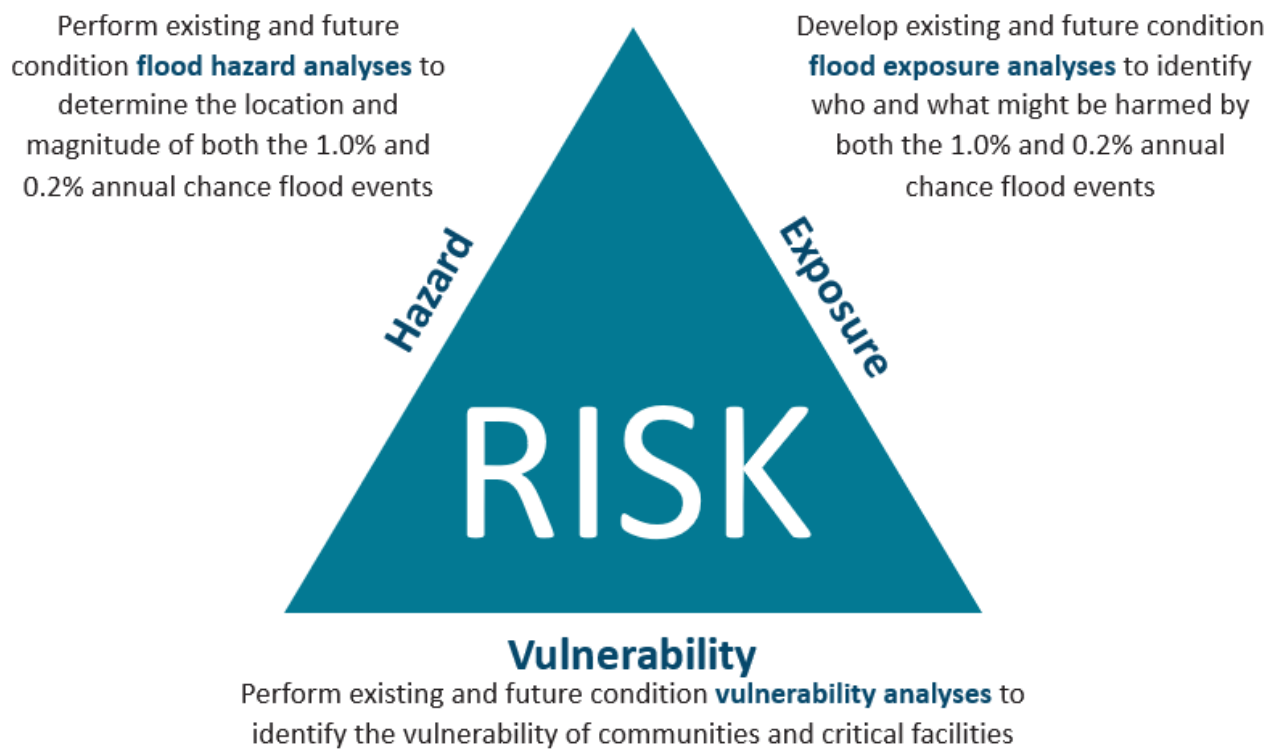 Perform existing and future
condition flood hazard analyses to
determine the location and
magnitude of both the 1.0% and
0.2% annual chance flood events
Develop existing and future condition
flood exposure analyses to identify
who and what might be harmed by
both the 1.0% and 0.2% annual
chance flood events
Hazard
Exposure
RISK
Vulnerability
Perform existing and future condition vulnerability analyses to
identify the vulnerability of communities and critical facilities